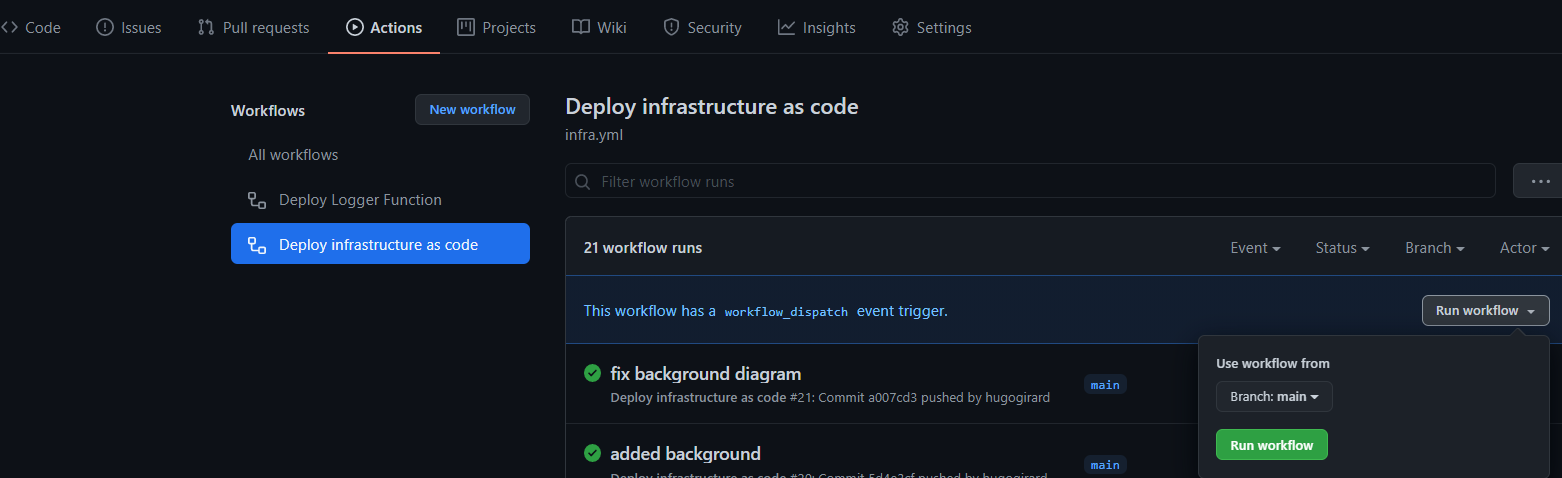 Code Issues Pull requests Actions Projects Wiki Security Insights Settings
Workflows New workflow
All workflows
Deploy Logger Function
Deploy infrastructure as code
Deploy infrastructure as code
infra.yml
Filter workflow runs
21 workflow runs Event Status Branch Actor
This workflow has a workflow_dispatch event trigger. Run workflow
Use workflow from
Branch: main
Run workflow
fix background diagram
Deploy infrastructure as code #21: Commit a007cd3 pushed by hugogirard
main
added background
Deploy infrastructure as code #20: Commit pushed by hugogirard
main